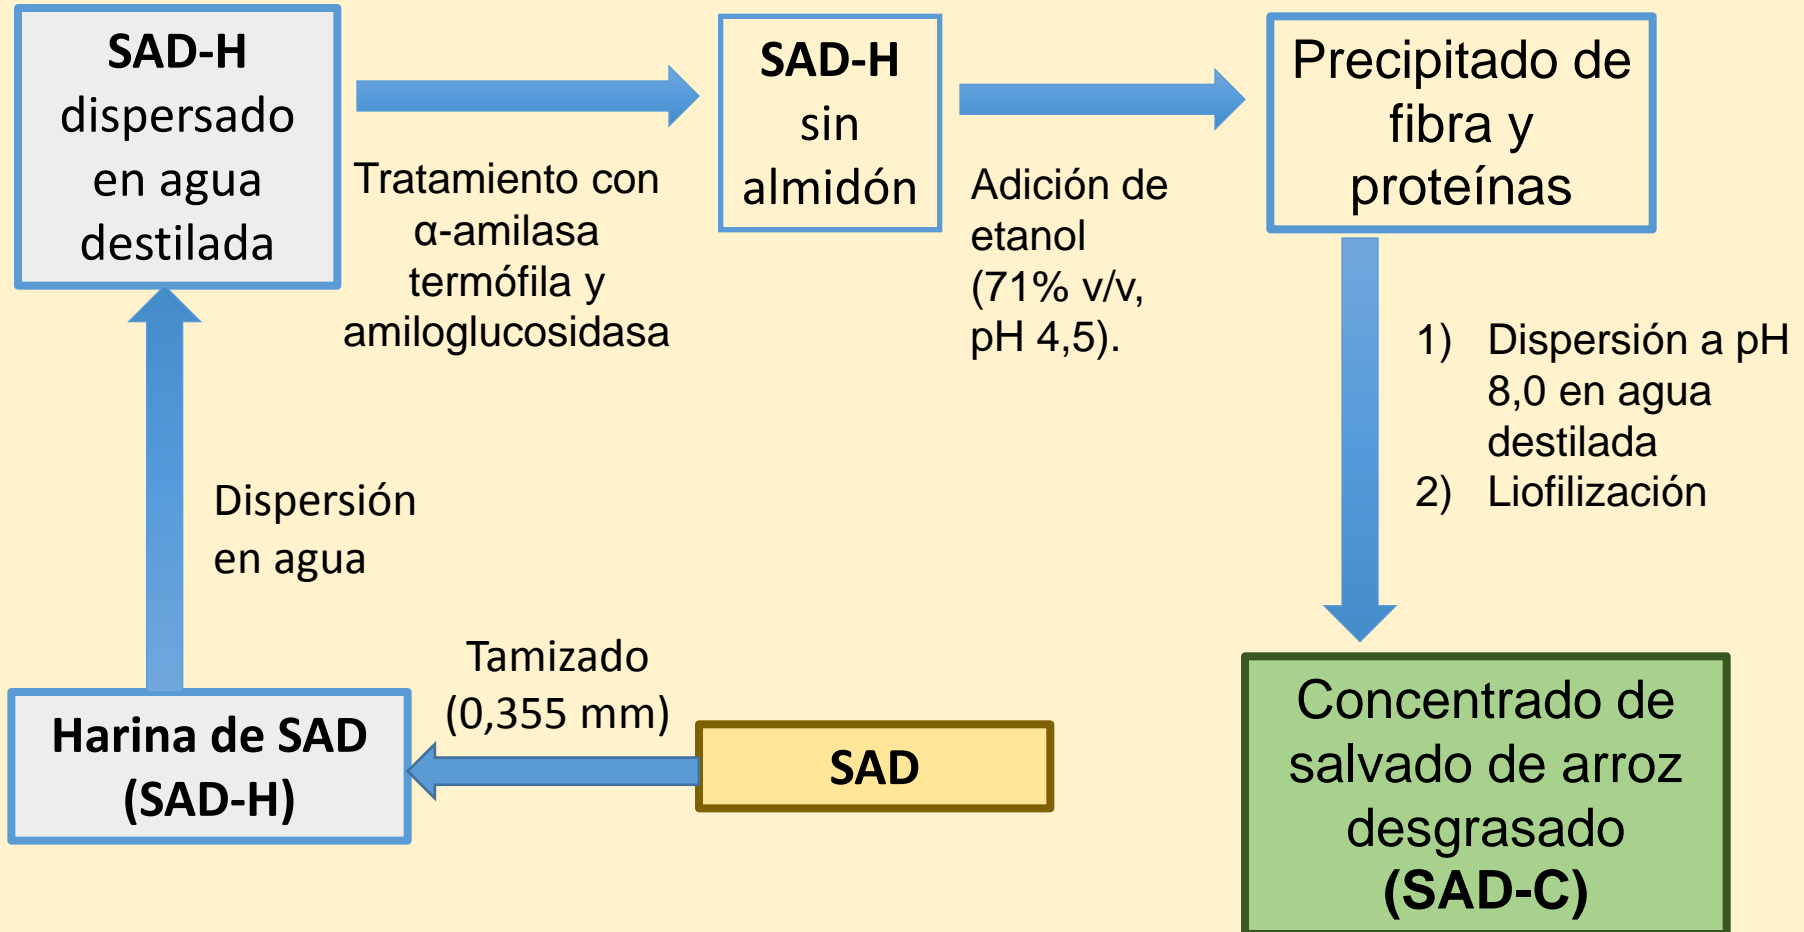 SAD-H
dispersado
en agua
destilada
Tratamiento con
α-amilasa
termófila y
amiloglucosidasa
SAD-H
sin
almidón
Adición de
etanol
(71% v/v,
pH 4,5).
Precipitado de
fibra y
proteínas
1) Dispersión a pH
8,0 en agua
destilada
2) Liofilización
Dispersión
en agua
Tamizado
(0,355 mm)
Harina de SAD
(SAD-H)
SAD
Concentrado de
salvado de arroz
desgrasado
(SAD-C)